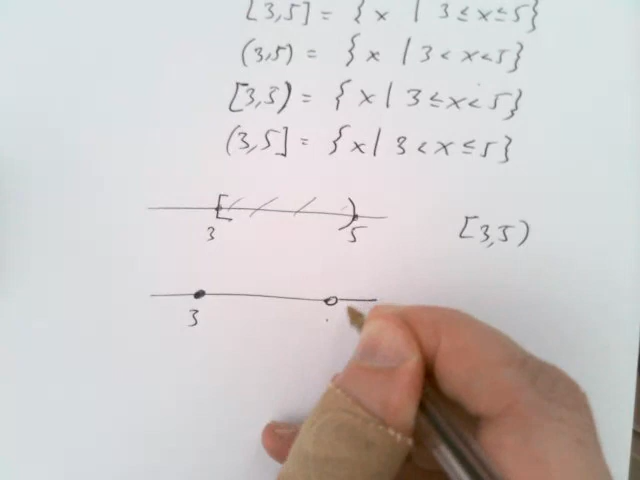 [3,5] = { x | 3 ≤ x ≤ 5}
(3,5) = { x | 3 < x < 5}
[3,3) = { x | 3 ≤ x < 5}
(3,5] = { x | 3 < x ≤ 5}
[ )
3 5 [3,5)
3